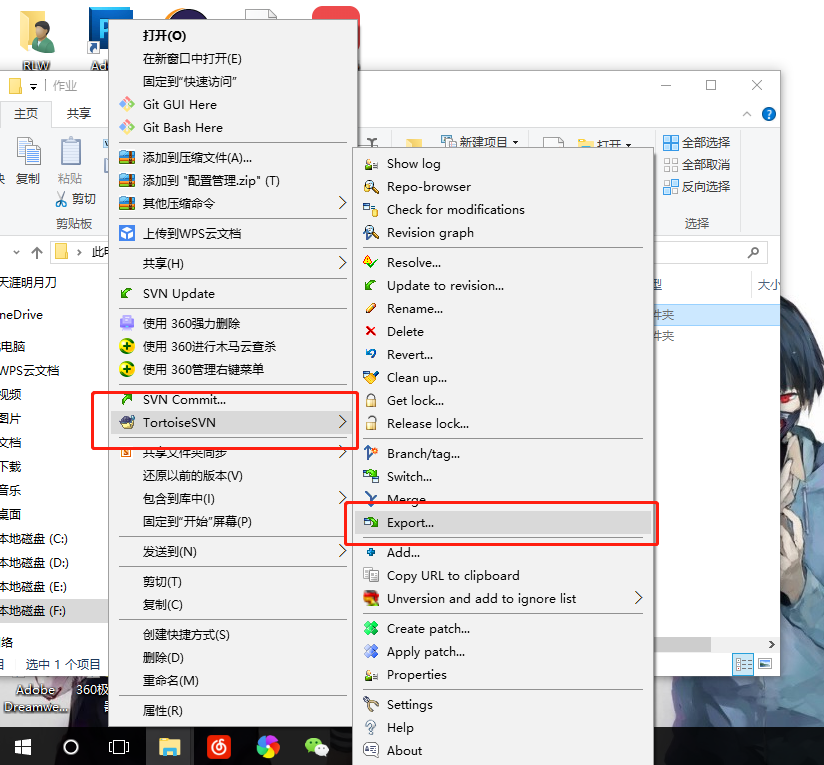 RLW
Ad
作业
主页
共享
复制
粘贴
剪切
剪贴板
新建项目
打开
全部选择
全部取消
反向选择
选择
此电
型
大小
件夹
件夹
天涯明月刀
neDrive
电脑
WPS云文档
视频
图片
文档
下载
音乐
桌面
本地磁盘 (C:)
本地磁盘 (D:)
本地磁盘 (E:)
本地磁盘 (F:)
络
选中 1 个项目
Adobe
Dreamwe...
360极
打开(O)
在新窗口中打开(E)
固定到"快速访问"
Git GUI Here
Git Bash Here
添加到压缩文件(A)...
添加到 "配置管理.zip" (T)
其他压缩命令
上传到WPS云文档
共享(H)
SVN Update
使用 360强力删除
使用 360进行木马云查杀
使用 360管理右键菜单
SVN Commit...
TortoiseSVN
共享文件夹同步
还原以前的版本(V)
包含到库中(I)
固定到"开始"屏幕(P)
发送到(N)
剪切(T)
复制(C)
创建快捷方式(S)
删除(D)
重命名(M)
属性(R)
Show log
Repo-browser
Check for modifications
Revision graph
Resolve...
Update to revision...
Rename...
Delete
Revert...
Clean up...
Get lock...
Release lock...
Branch/tag...
Switch...
Merge...
Export...
Add...
Copy URL to clipboard
Unversion and add to ignore list
Create patch...
Apply patch...
Properties
Settings
Help
About